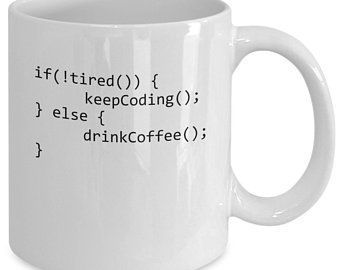 if(!tired()) {
keepCoding();
} else {
drinkCoffee();
}